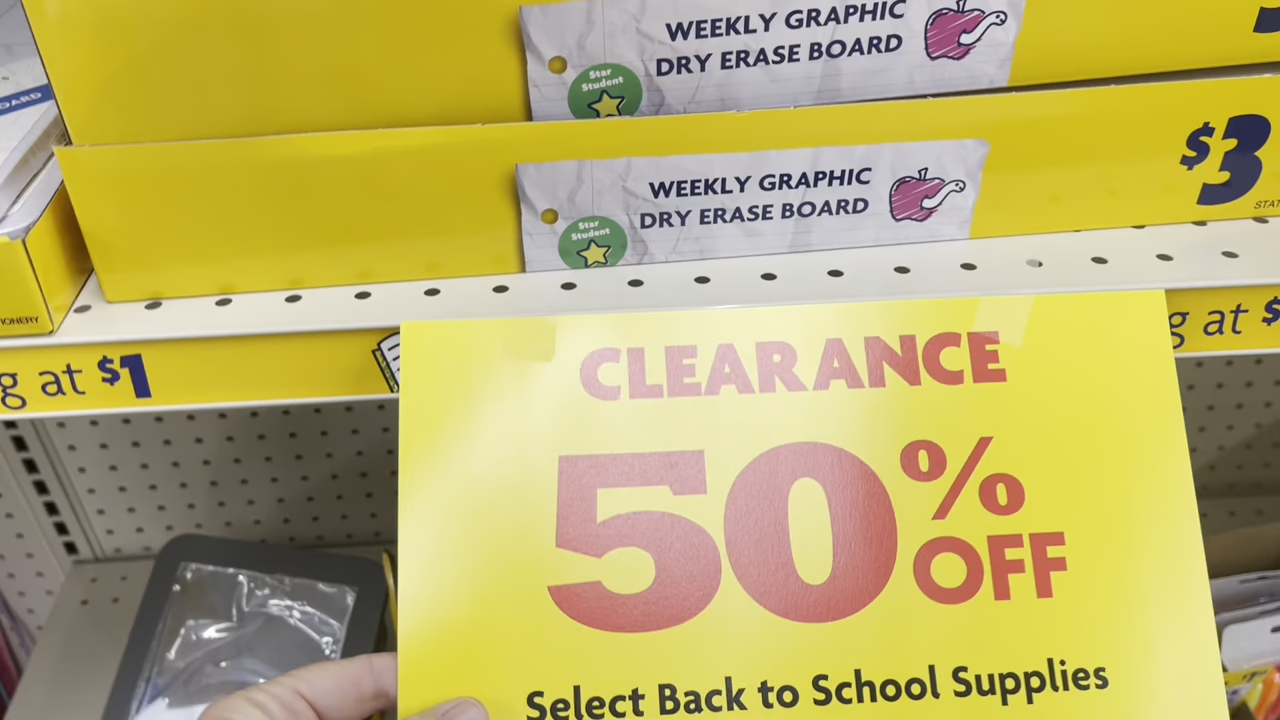 WEEKLY GRAPHIC
DRY ERASE BOARD
Star
Student
WEEKLY GRAPHIC
DRY ERASE BOARD
Star
Student
$3
g at $1
g at $
CLEARANCE
50% OFF
Select Back to School Supplies